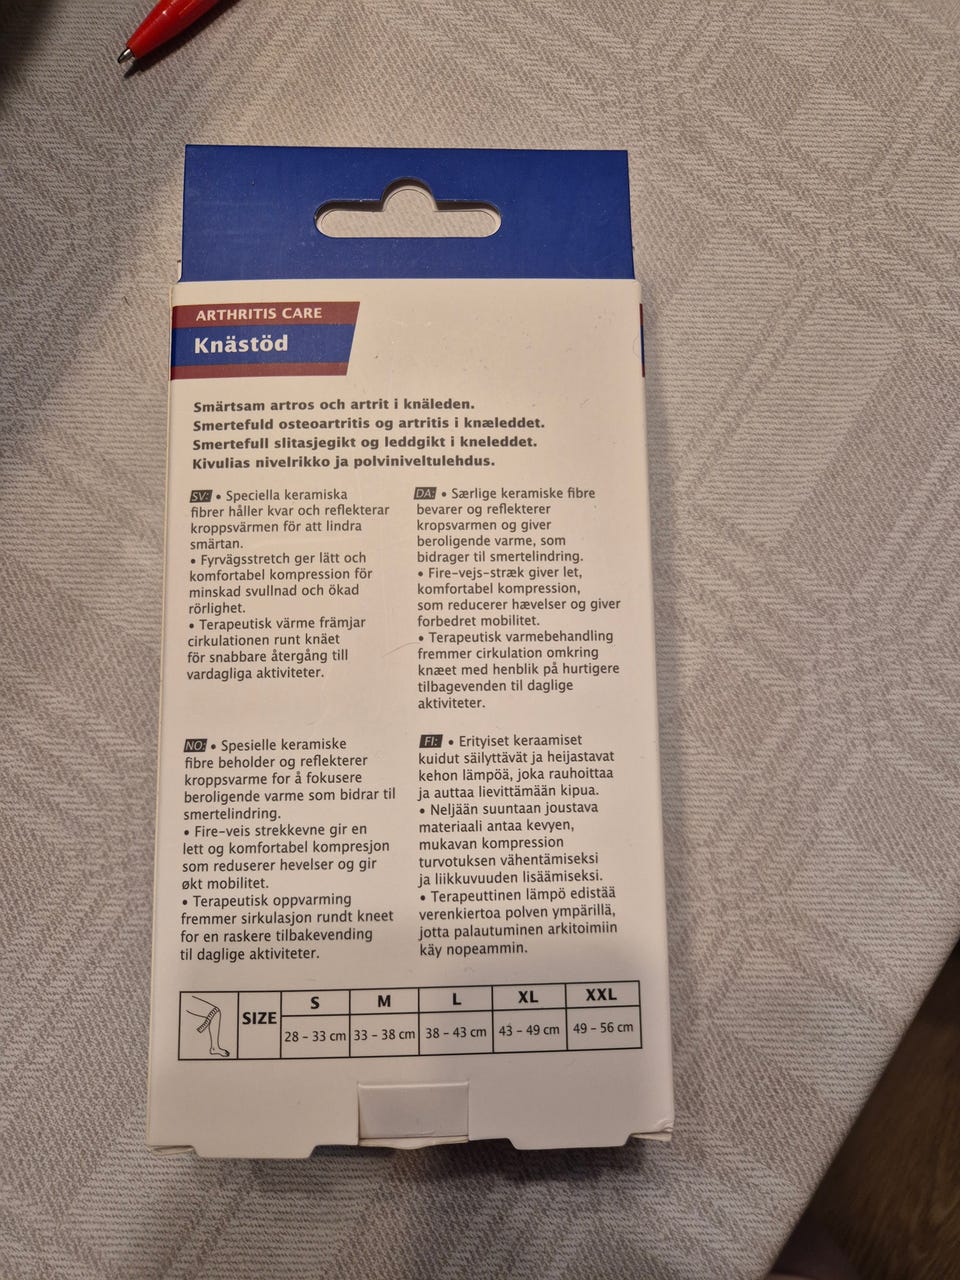 ARTHRITIS CARE
Knästöd
Smärtsam artros och artrit i knäleden.
Smertefuld osteoartritis og artritis i knæleddet.
Smertefull slitasjegikt og leddgikt i kneleddet.
Kivulias nivelrikko ja polviniveltulehdus.
SV: • Speciella keramiska
fibrer håller kvar och reflekterar
kroppsvärmen för att lindra
smärtan.
• Fyrvägsstretch ger lätt och
komfortabel kompression för
minskad svullnad och ökad
rörlighet.
• Terapeutisk värme främjar
cirkulationen runt knäet
för snabbare återgång till
vardagliga aktiviteter.
DA: • Særlige keramiske fibre
bevarer og reflekterer
kropsvarmen og giver
beroligende varme, som
bidrager til smertelindring.
• Fire-vejs-stræk giver let,
komfortabel kompression,
som reducerer hævelser og giver
forbedret mobilitet.
• Terapeutisk varmebehandling
fremmer cirkulation omkring
knæet med henblik på hurtigere
tilbagevenden til daglige
aktiviteter.
NO: • Spesielle keramiske
fibre beholder og reflekterer
kroppsvarme for å fokusere
beroligende varme som bidrar til
smertelindring.
• Fire-veis strekkevne gir en
lett og komfortabel kompresjon
som reduserer hevelser og gir
økt mobilitet.
• Terapeutisk oppvarming
fremmer sirkulasjon rundt kneet
for en raskere tilbakevending
til daglige aktiviteter.
FI: • Erityiset keraamiset
kuidut säilyttävät ja heijastavat
kehon lämpöä, joka rauhoittaa
ja auttaa lievittämään kipua.
• Neljään suuntaan joustava
materiaali antaa kevyen,
mukavan kompression
turvotuksen vähentämiseksi
ja liikkuvuuden lisäämiseksi.
• Terapeuttinen lämpö edistää
verenkiertoa polven ympärillä,
jotta palautuminen arkitoimiin
käy nopeammin.
SIZE S M L XL XXL
28 – 33 cm 33 – 38 cm 38 – 43 cm 43 – 49 cm 49 – 56 cm